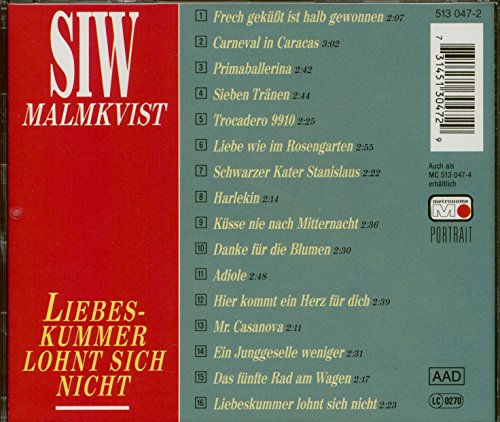 SIW
MALMKVIST
LIEBES-
KUMMER
LOHNT SICH
NICHT
1 Frech geküßt ist halb gewonnen 2:07
2 Carneval in Caracas 3:02
3 Primaballerina 2:42
4 Sieben Tränen 2:44
5 Trocadero 9910 2:25
6 Liebe wie im Rosengarten 2:55
7 Schwarzer Kater Stanislaus 2:22
8 Harlekin 2:14
9 Küsse nie nach Mitternacht 2:36
10 Danke für die Blumen 2:30
11 Adiole 2:48
12 Hier kommt ein Herz für dich 2:39
13 Mr. Casanova 2:11
14 Ein Junggeselle weniger 2:31
15 Das fünfte Rad am Wagen 2:17
16 Liebeskummer lohnt sich nicht 2:23
513 047-2
7 31451 30472 9
Auch als
MC 513 047-4
erhältlich
metronome
M
PORTRAIT
AAD
LC 0270